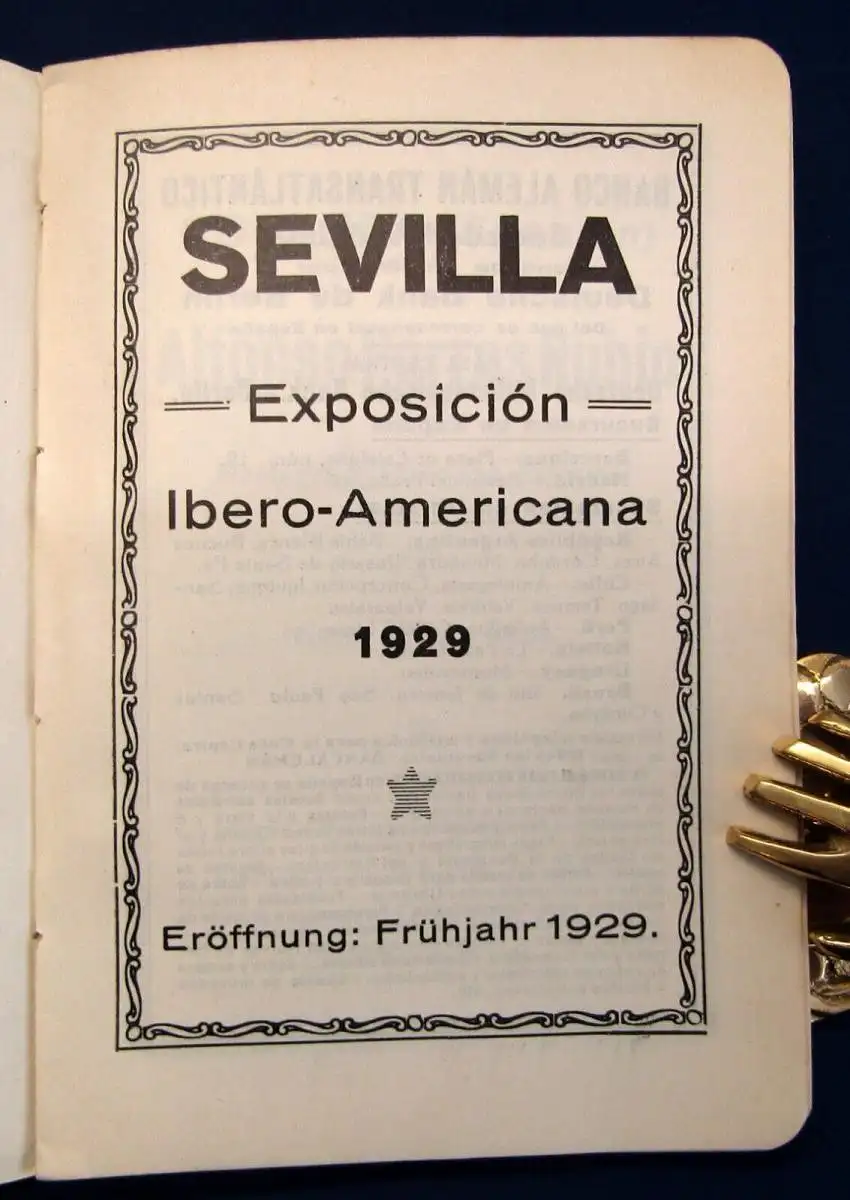 SEVILLA
Exposición
Ibero-Americana
1929
Eröffnung: Frühjahr 1929.